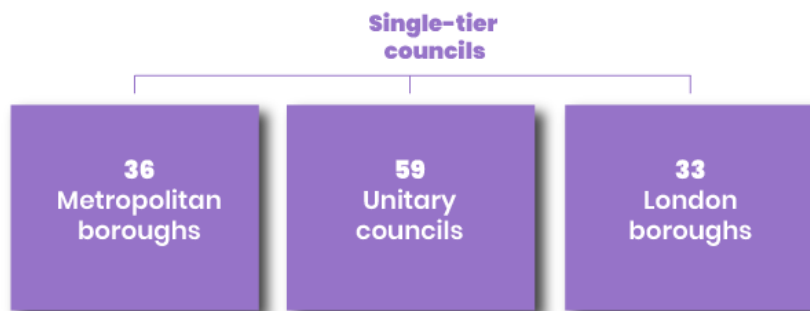 Single-tier
councils
36
Metropolitan
boroughs
59
Unitary
councils
33
London
boroughs